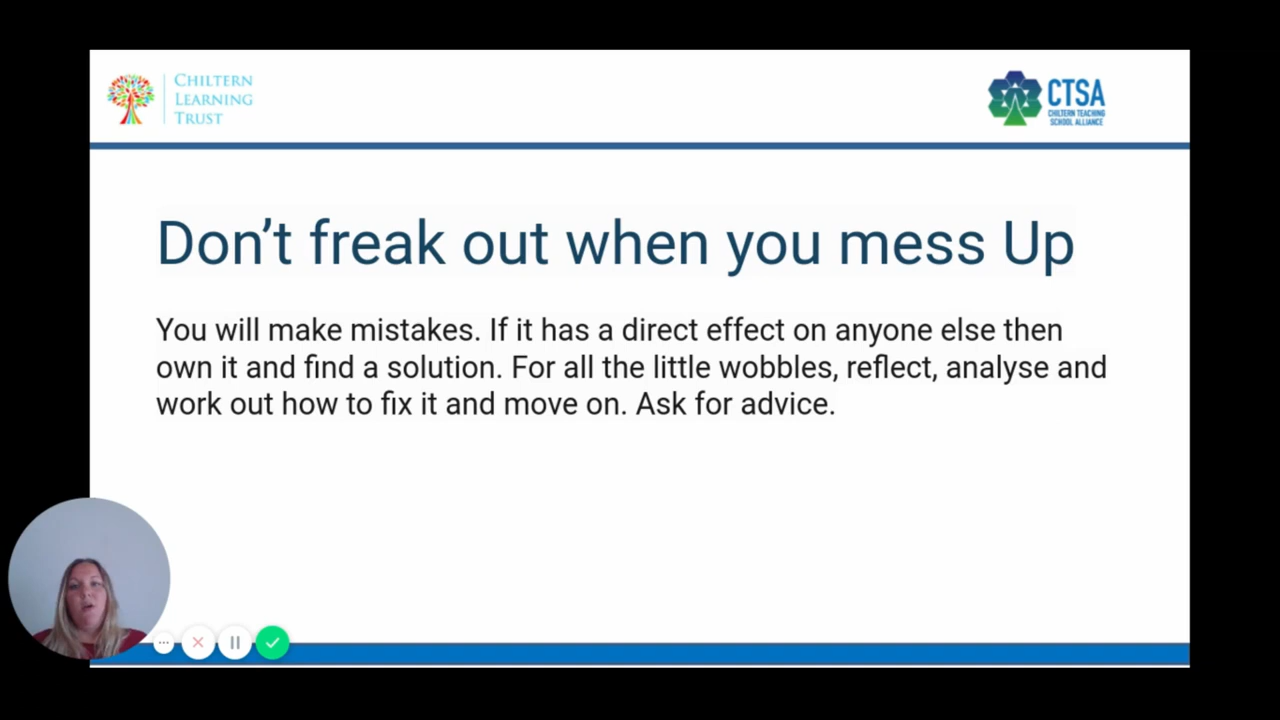 CHILTERN
LEARNING
TRUST
CTSA
CHILTERN TEACHING
SCHOOL ALLIANCE
Don't freak out when you mess Up
You will make mistakes. If it has a direct effect on anyone else then
own it and find a solution. For all the little wobbles, reflect, analyse and
work out how to fix it and move on. Ask for advice.